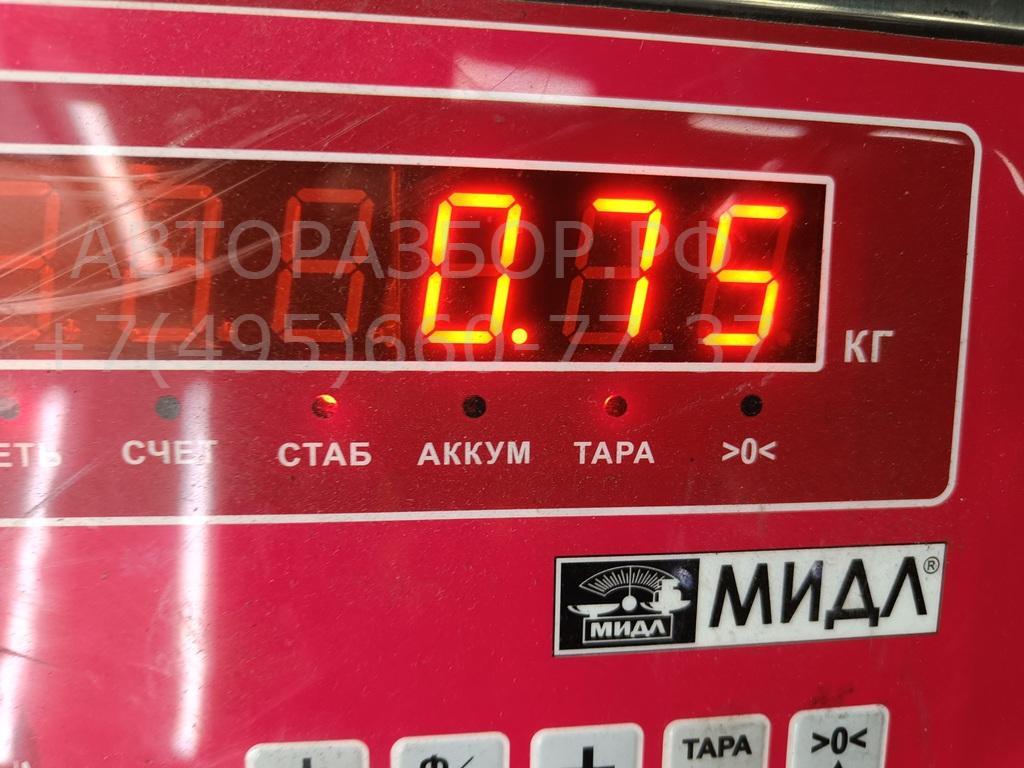 АВТОРАЗБОР.РФ
+7(495)660-77-37
0.75
КГ
СЧЕТ СТАБ АККУМ ТАРА >0<
МИДЛ МИДЛ®
ТАРА >0<